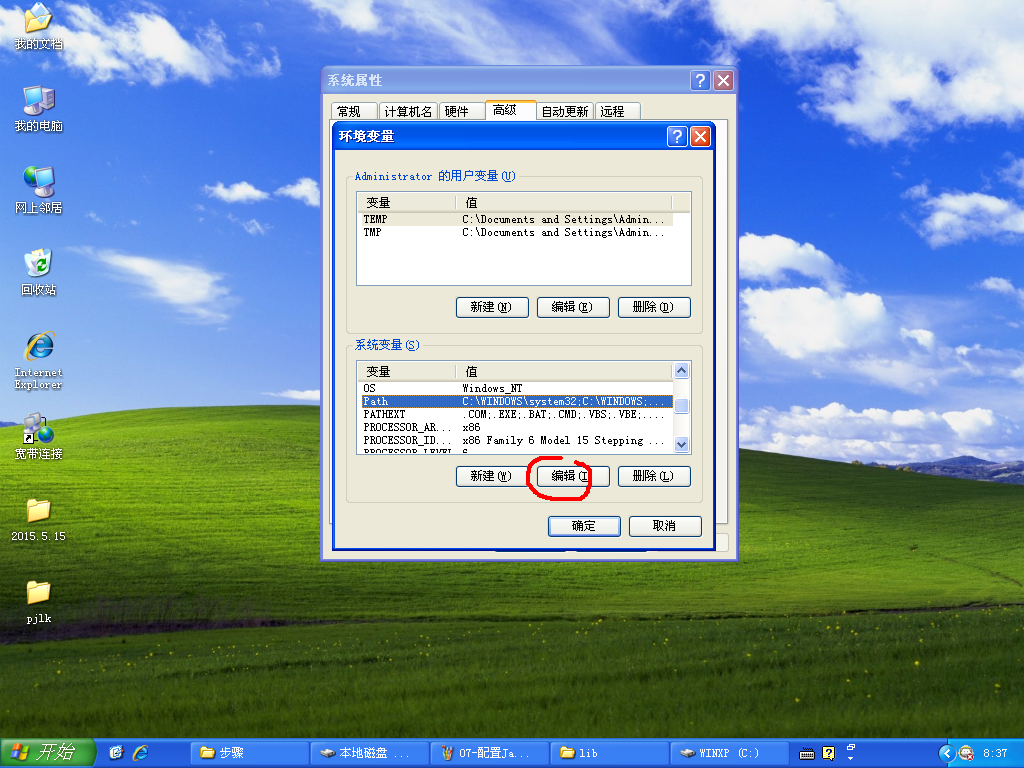 我的文档
我的电脑
网上邻居
回收站
Internet
Explorer
宽带连接
2015.5.15
pjlk
系统属性
常规 计算机名 硬件 高级 自动更新 远程
环境变量
Administrator 的用户变量(U)
变量 值
TEMP C:\Documents and Settings\Admin...
TMP C:\Documents and Settings\Admin...
新建(N) 编辑(E) 删除(D)
系统变量(S)
变量 值
OS Windows_NT
Path C:\WINDOWS\system32;C:\WINDOWS;...
PATHEXT .COM;.EXE;.BAT;.CMD;.VBS;.VBE;....
PROCESSOR_AR... x86
PROCESSOR_ID... x86 Family 6 Model 15 Stepping ...
PROCESSOR_LEVEL 6
新建(W) 编辑(I 删除(L)
确定 取消
开始 步骤 本地磁盘 ... 07-配置Ja... lib WINXP (C:) 8:37